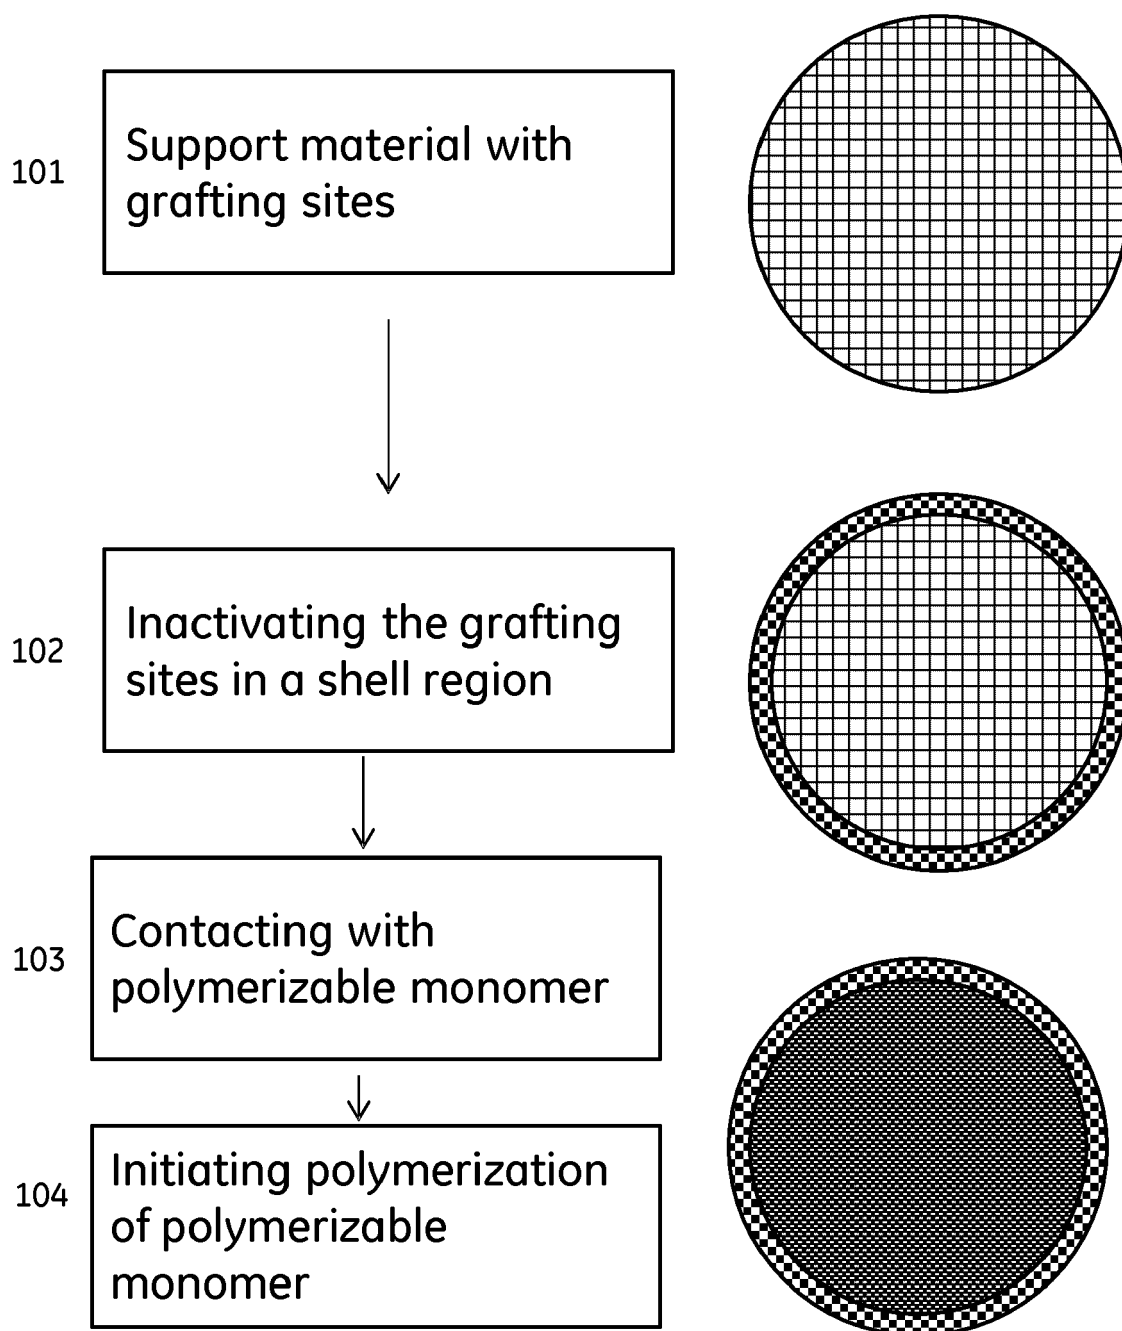 101
Support material with
grafting sites
102
Inactivating the grafting
sites in a shell region
103
Contacting with
polymerizable monomer
104
Initiating polymerization
of polymerizable
monomer